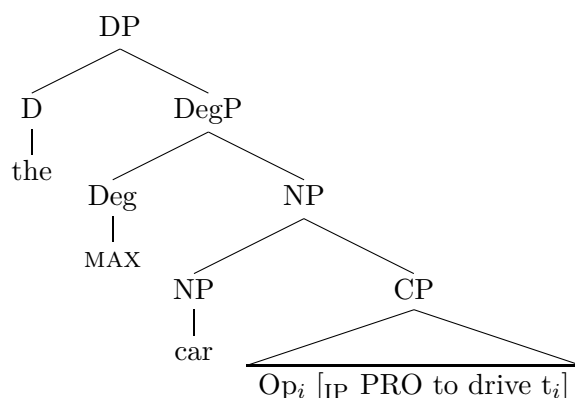 DP
D DegP
the
Deg NP
MAX
NP CP
car
Opᵢ [IP PRO to drive tᵢ]